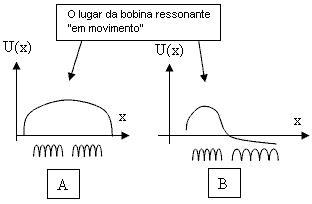 O lugar da bobina ressonante
"em movimento"
U(x)
U(x)
x
x
A
B